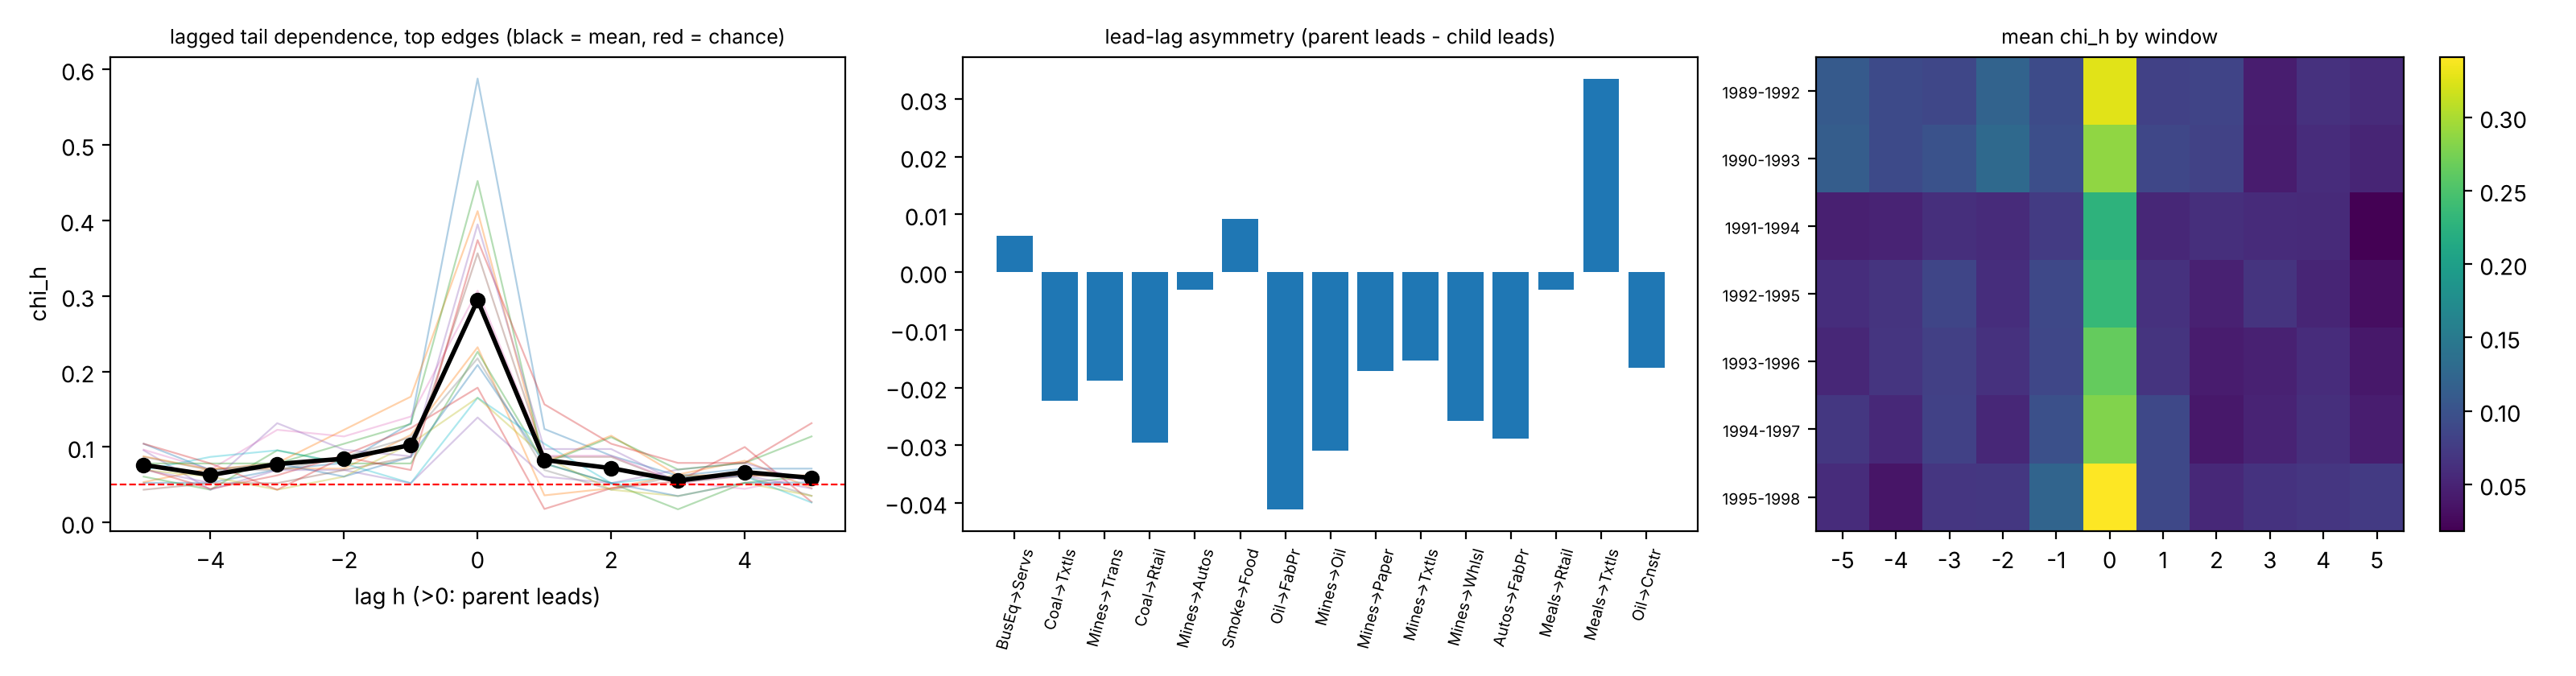 lagged tail dependence, top edges (black = mean, red = chance)
0.6
0.5
0.4
0.3
0.2
0.1
0.0
chi_h
−4
−2
0
2
4
lag h (>0: parent leads)
lead-lag asymmetry (parent leads - child leads)
0.03
0.02
0.01
0.00
−0.01
−0.02
−0.03
−0.04
BusEq→Servs
Coal→Txtls
Mines→Trans
Coal→Rtail
Mines→Autos
Smoke→Food
Oil→FabPr
Mines→Oil
Mines→Paper
Mines→Txtls
Mines→Whlsl
Autos→FabPr
Meals→Rtail
Meals→Txtls
Oil→Cnstr
mean chi_h by window
1989-1992
1990-1993
1991-1994
1992-1995
1993-1996
1994-1997
1995-1998
-5
-4
-3
-2
-1
0
1
2
3
4
5
0.30
0.25
0.20
0.15
0.10
0.05